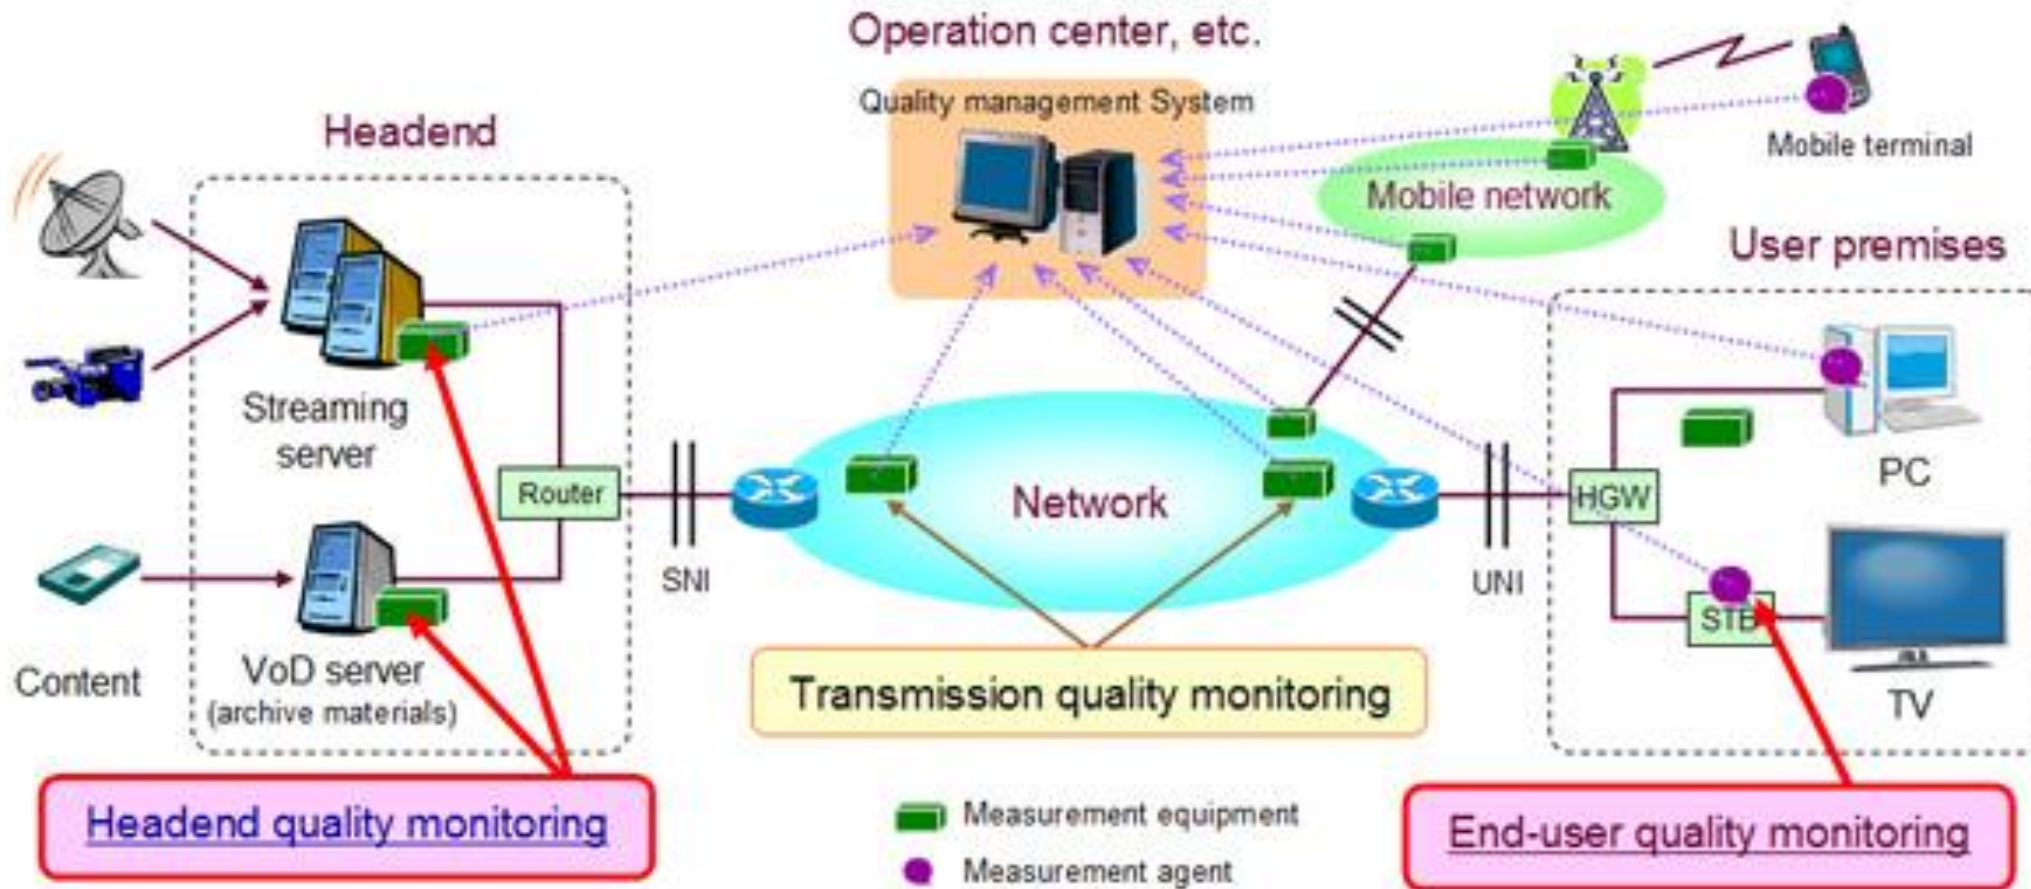 Operation center, etc.
Quality management System
Headend
Mobile terminal
Mobile network
User premises
Streaming
server
Router
Network
HGW
PC
SNI
UNI
STB
Content
VoD server
(archive materials)
TV
Transmission quality monitoring
Headend quality monitoring
Measurement equipment
Measurement agent
End-user quality monitoring